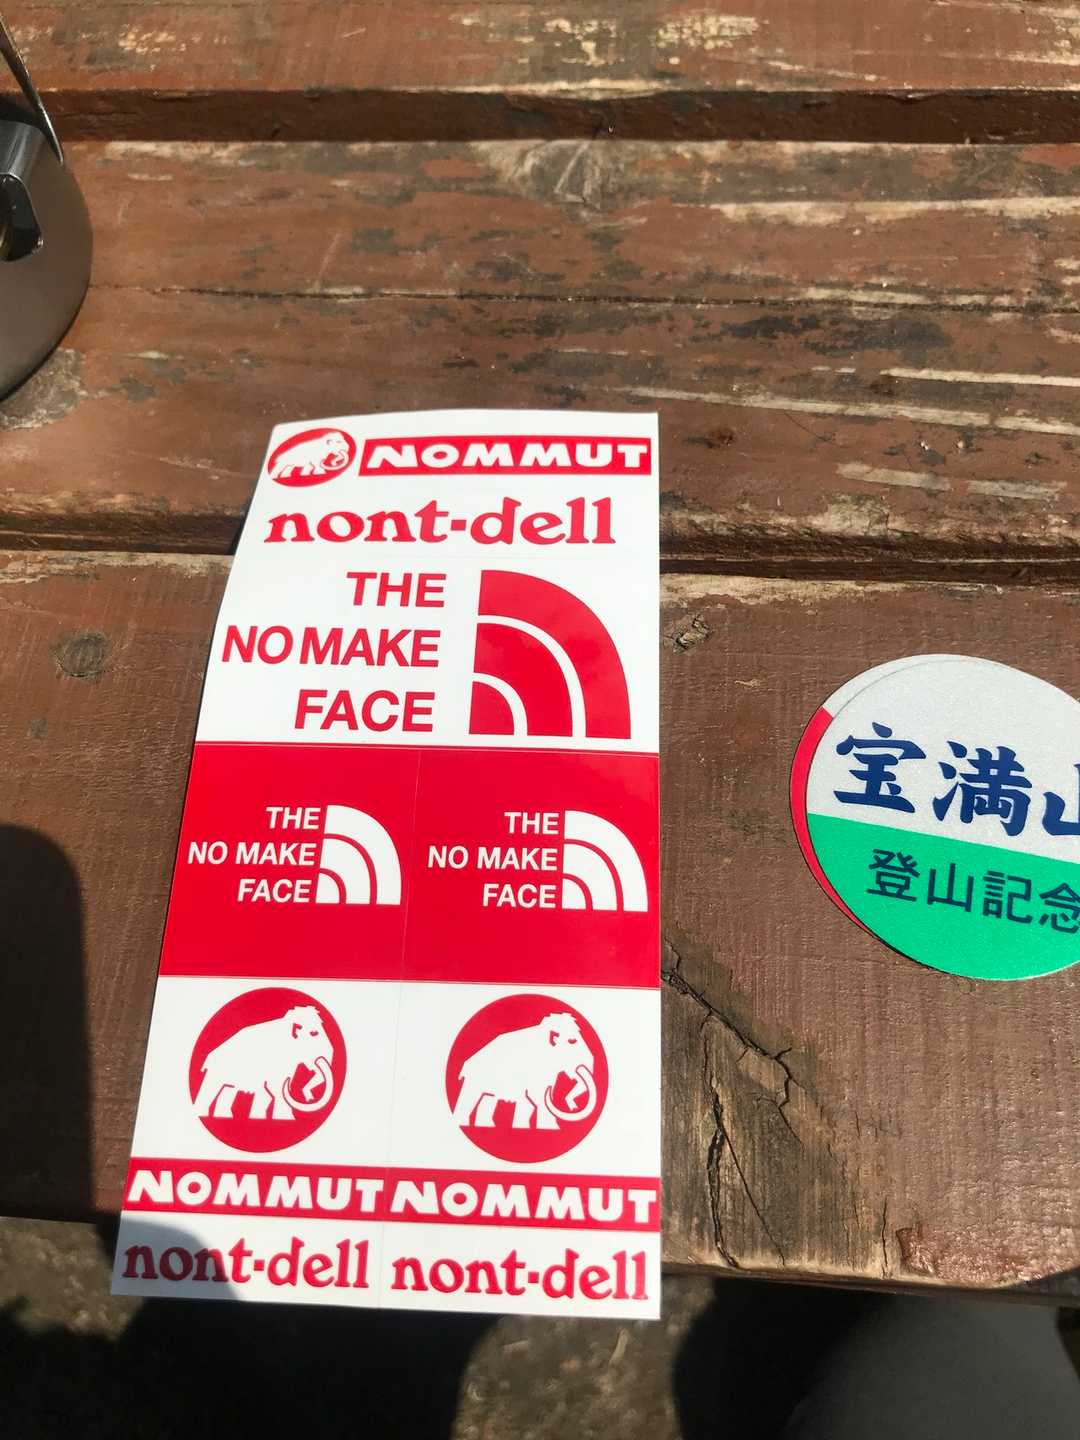 NOMMUT
nont-dell
THE
NO MAKE
FACE
THE
NO MAKE
FACE
THE
NO MAKE
FACE
NOMMUT
NOMMUT
nont-dell
nont-dell
宝満山
登山記念